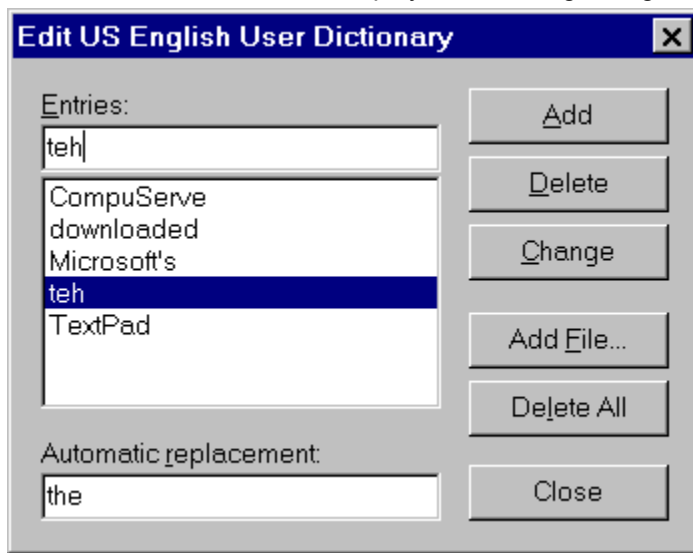 Edit US English User Dictionary
Entries:
teh
CompuServe
downloaded
Microsoft's
teh
TextPad
Automatic replacement:
the
Add
Delete
Change
Add File...
Delete All
Close